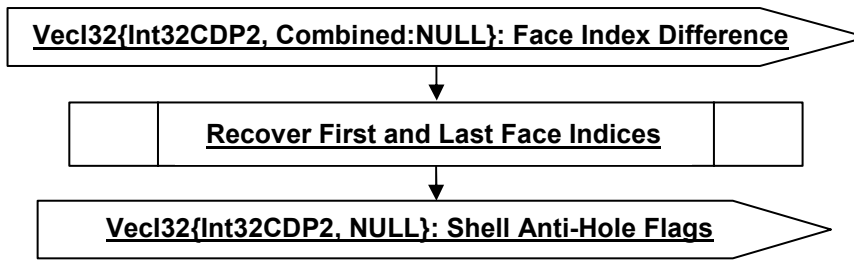 VecI32{Int32CDP2, Combined:NULL}: Face Index Difference
Recover First and Last Face Indices
VecI32{Int32CDP2, NULL}: Shell Anti-Hole Flags